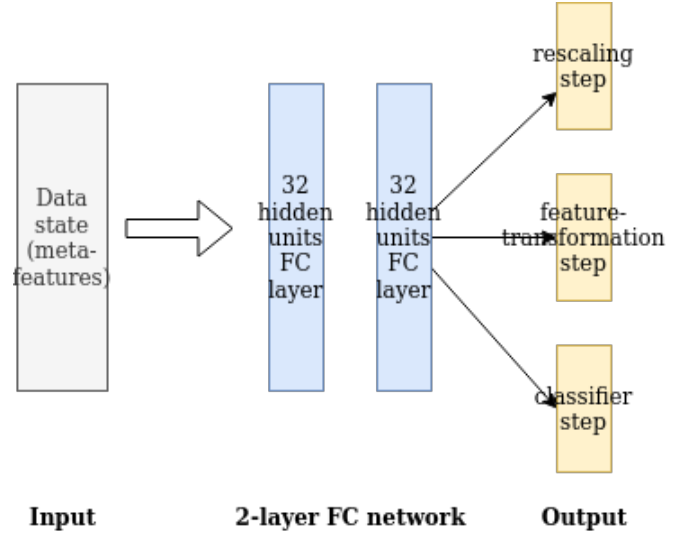 Data
state
(meta-
features)
32
hidden
units
FC
layer
32
hidden
units
FC
layer
rescaling
step
feature-
transformation
step
classifier
step
Input
2-layer FC network
Output